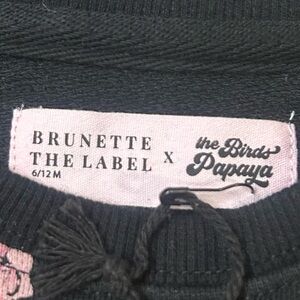 BRUNETTE
THE LABEL
6/12 M
X
the Birds
Papaya